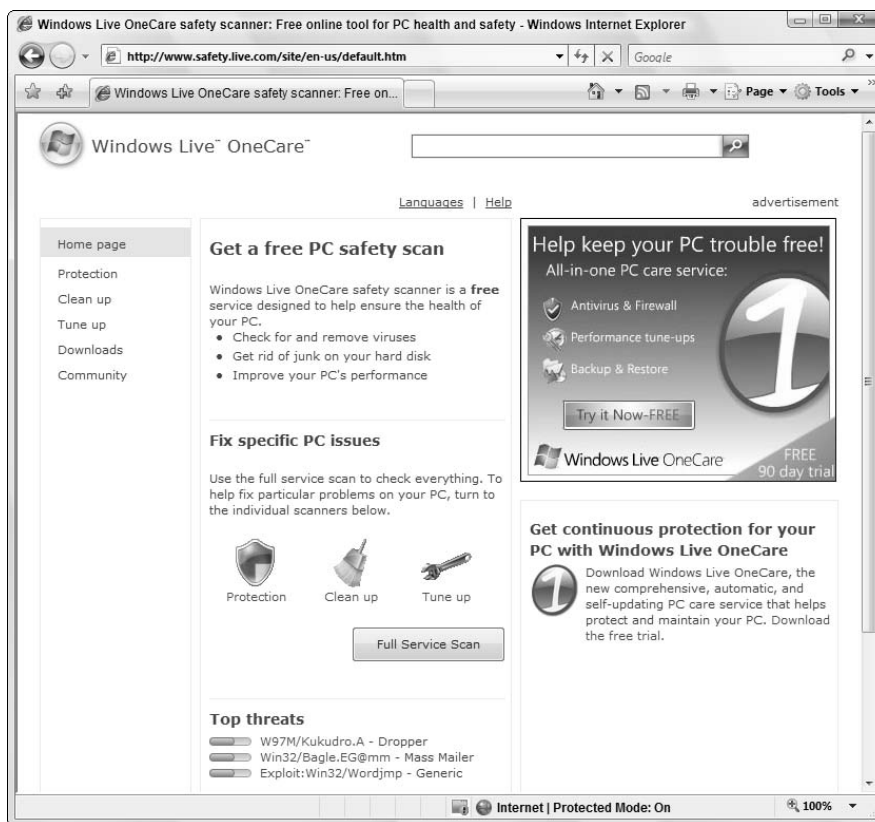 Windows Live OneCare safety scanner: Free online tool for PC health and safety - Windows Internet Explorer
http://www.safety.live.com/site/en-us/default.htm
Google
Windows Live OneCare safety scanner: Free on...
Page
Tools
»
Windows Live™ OneCare™
Languages | Help
advertisement
Home page
Protection
Clean up
Tune up
Downloads
Community
Get a free PC safety scan
Windows Live OneCare safety scanner is a free
service designed to help ensure the health of
your PC.
• Check for and remove viruses
• Get rid of junk on your hard disk
• Improve your PC's performance
Fix specific PC issues
Use the full service scan to check everything. To
help fix particular problems on your PC, turn to
the individual scanners below.
Protection
Clean up
Tune up
Full Service Scan
Top threats
W97M/Kukudro.A - Dropper
Win32/Bagle.EG@mm - Mass Mailer
Exploit:Win32/Wordjmp - Generic
Help keep your PC trouble free!
All-in-one PC care service:
Antivirus & Firewall
Performance tune-ups
Backup & Restore
1
Try it Now-FREE
Windows Live OneCare
FREE
90 day trial
Get continuous protection for your
PC with Windows Live OneCare
1
Download Windows Live OneCare, the
new comprehensive, automatic, and
self-updating PC care service that helps
protect and maintain your PC. Download
the free trial.
Internet | Protected Mode: On
100%